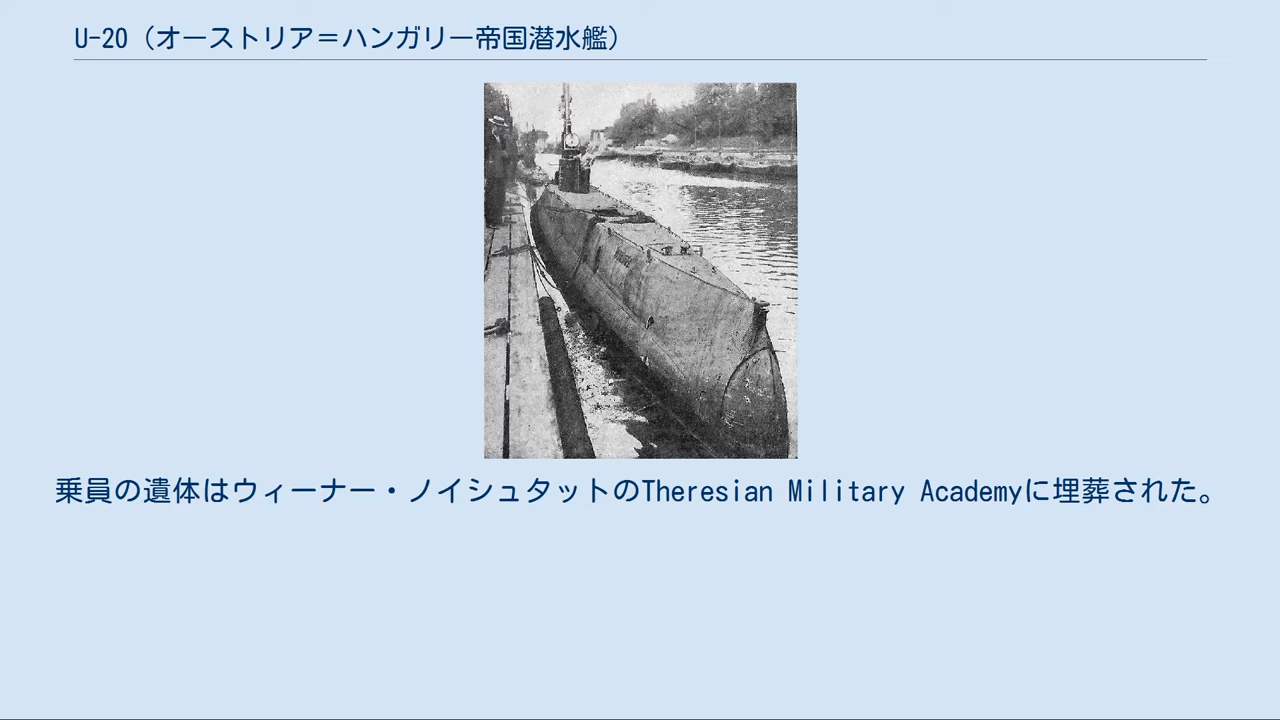 U-20（オーストリア＝ハンガリー帝国潜水艦）
乗員の遺体はウィーナー・ノイシュタットのTheresian Military Academyに埋葬された。